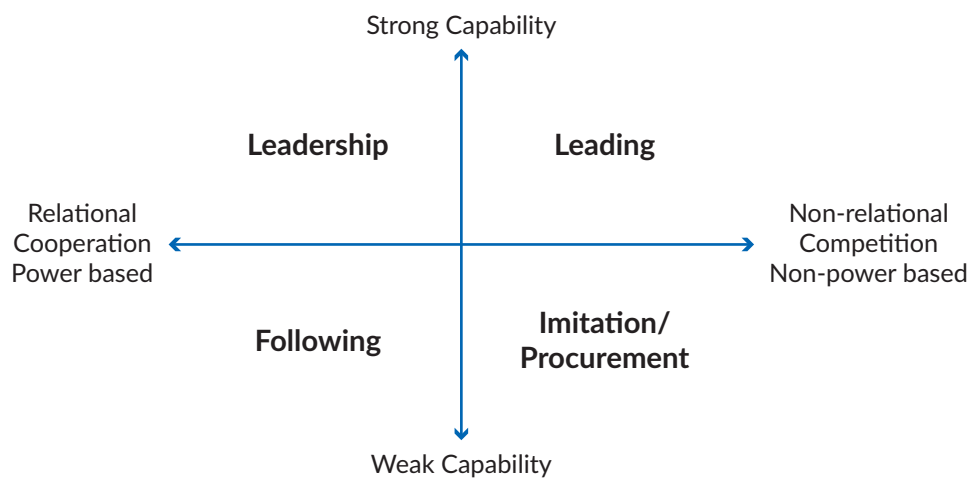 Strong Capability
Leadership
Leading
Relational
Cooperation
Power based
Non-relational
Competition
Non-power based
Following
Imitation/
Procurement
Weak Capability